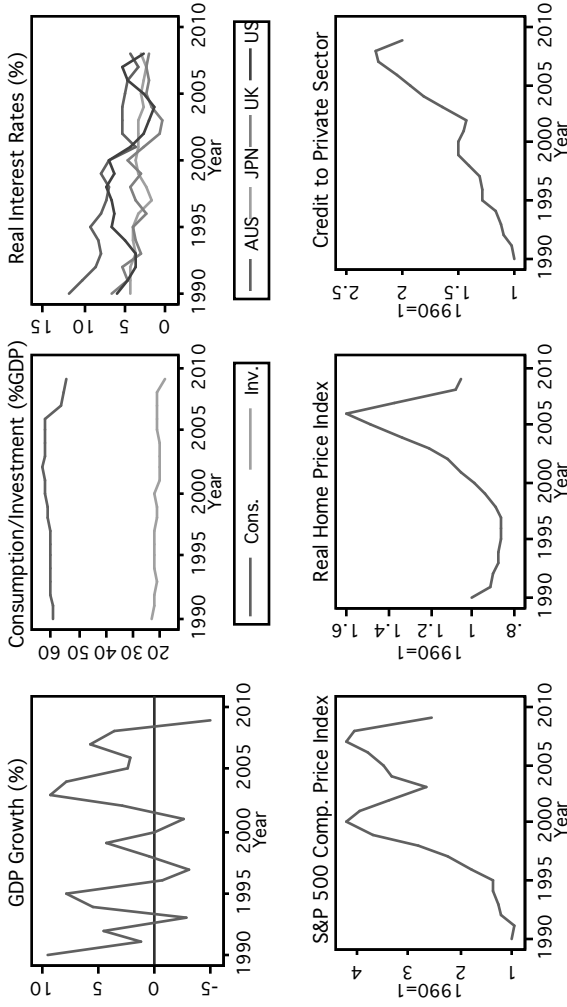 GDP Growth (%)
10
5
0
-5
1990 1995 2000 2005 2010
Year
Consumption/Investment (%GDP)
60
50
40
30
20
1990 1995 2000 2005 2010
Year
Cons. Inv.
Real Interest Rates (%)
15
10
5
0
1990 1995 2000 2005 2010
Year
AUS JPN UK US
S&P 500 Comp. Price Index
1990=1
4
3
2
1
1990 1995 2000 2005 2010
Year
Real Home Price Index
1990=1
1.6
1.4
1.2
1
.8
1990 1995 2000 2005 2010
Year
Credit to Private Sector
1990=1
2.5
2
1.5
1
1990 1995 2000 2005 2010
Year